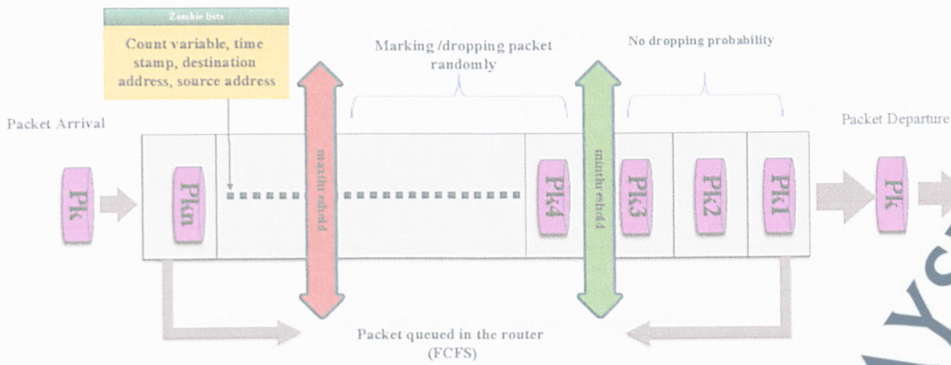 Zombie lists
Count variable, time
stamp, destination
address, source address
Marking /dropping packet
randomly
No dropping probability
Packet Arrival
Packet Departure
Pk
Pkn
maxthreshold
Pk4
minthreshold
Pk3
Pk2
Pk1
Pk
Packet queued in the router
(FCFS)